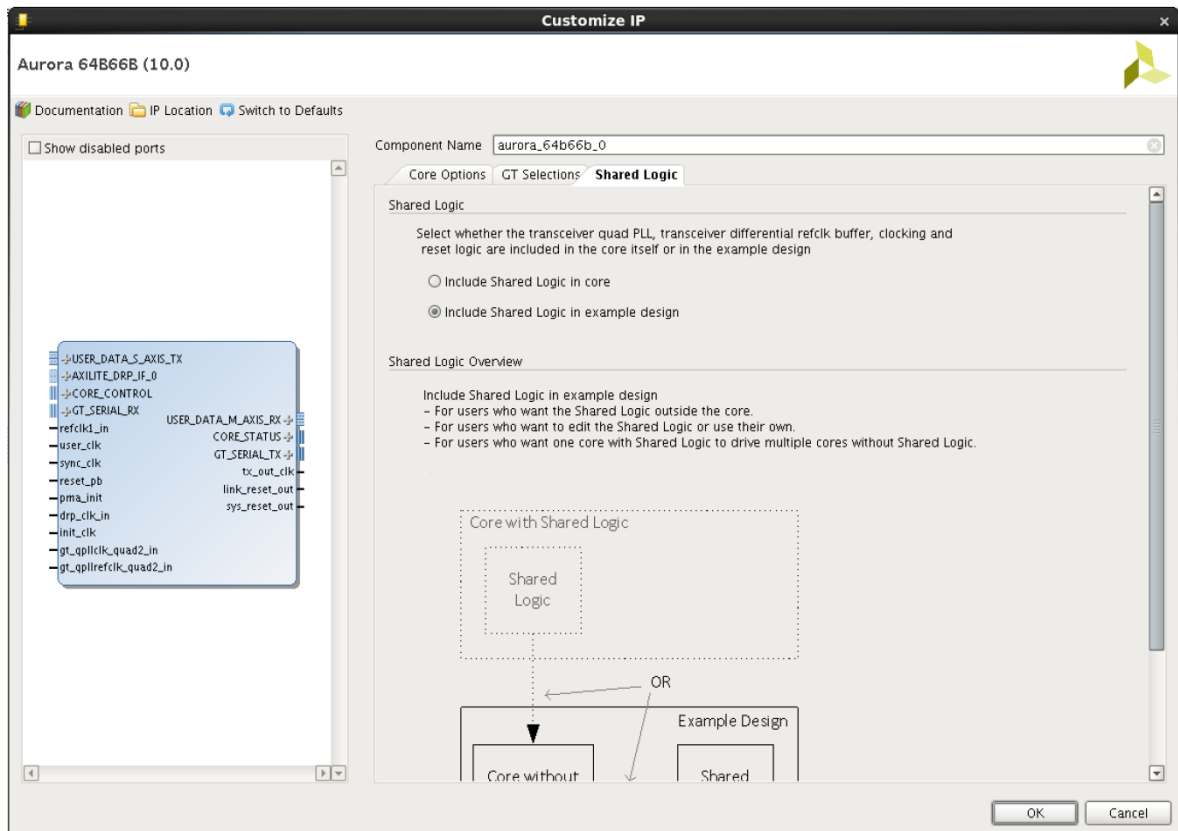 Customize IP
Aurora 64B66B (10.0)
Documentation IP Location Switch to Defaults
Show disabled ports
USER_DATA_S_AXIS_TX
AXILITE_DRP_IF_0
CORE_CONTROL
GT_SERIAL_RX
refclk1_in
user_clk
sync_clk
reset_pb
pma_init
drp_clk_in
init_clk
gt_qpllclk_quad2_in
gt_qpllrefclk_quad2_in
USER_DATA_M_AXIS_RX
CORE_STATUS
GT_SERIAL_TX
tx_out_clk
link_reset_out
sys_reset_out
Component Name aurora_64b66b_0
Core Options GT Selections Shared Logic
Shared Logic
Select whether the transceiver quad PLL, transceiver differential refclk buffer, clocking and
reset logic are included in the core itself or in the example design
Include Shared Logic in core
Include Shared Logic in example design
Shared Logic Overview
Include Shared Logic in example design
– For users who want the Shared Logic outside the core.
– For users who want to edit the Shared Logic or use their own.
– For users who want one core with Shared Logic to drive multiple cores without Shared Logic.
Core with Shared Logic
Shared
Logic
OR
Example Design
Core without
Shared
OK Cancel